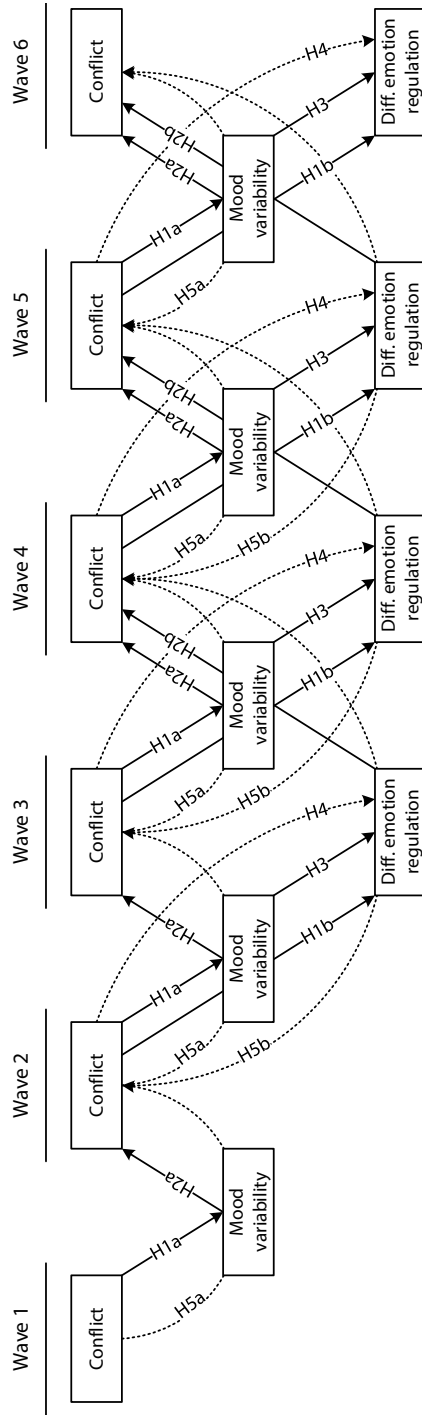 Wave 1
Wave 2
Wave 3
Wave 4
Wave 5
Wave 6
Conflict
Conflict
Conflict
Conflict
Conflict
Conflict
H1a
H2a
H1a
H2a
H1a
H2a
H2b
H1a
H2a
H2b
H1a
H2a
H2b
H5a
H5a
H5a
H5a
H5a
Mood
variability
Mood
variability
Mood
variability
Mood
variability
Mood
variability
H5b
H5b
H5b
H1b
H3
H4
H1b
H3
H4
H1b
H3
H4
H1b
H3
H4
Diff. emotion
regulation
Diff. emotion
regulation
Diff. emotion
regulation
Diff. emotion
regulation